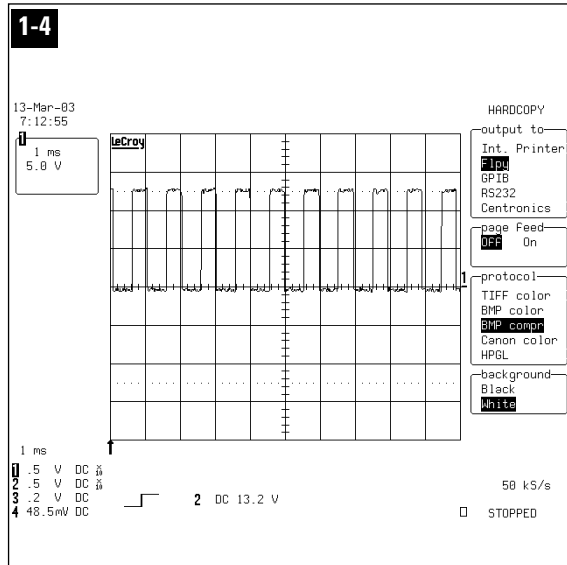 1-4
13-Mar-03
7:12:55
1
1 ms
5.0 V
LeCroy
1
HARDCOPY
output to
Int. Printer
Flpy
GPIB
RS232
Centronics
page feed
Off On
protocol
TIFF color
BMP color
BMP compr
Canon color
HPGL
background
Black
White
1 ms
1 .5 V DC X10
2 .5 V DC X10
3 .2 V DC
4 48.5mV DC
2 DC 13.2 V
50 kS/s
STOPPED